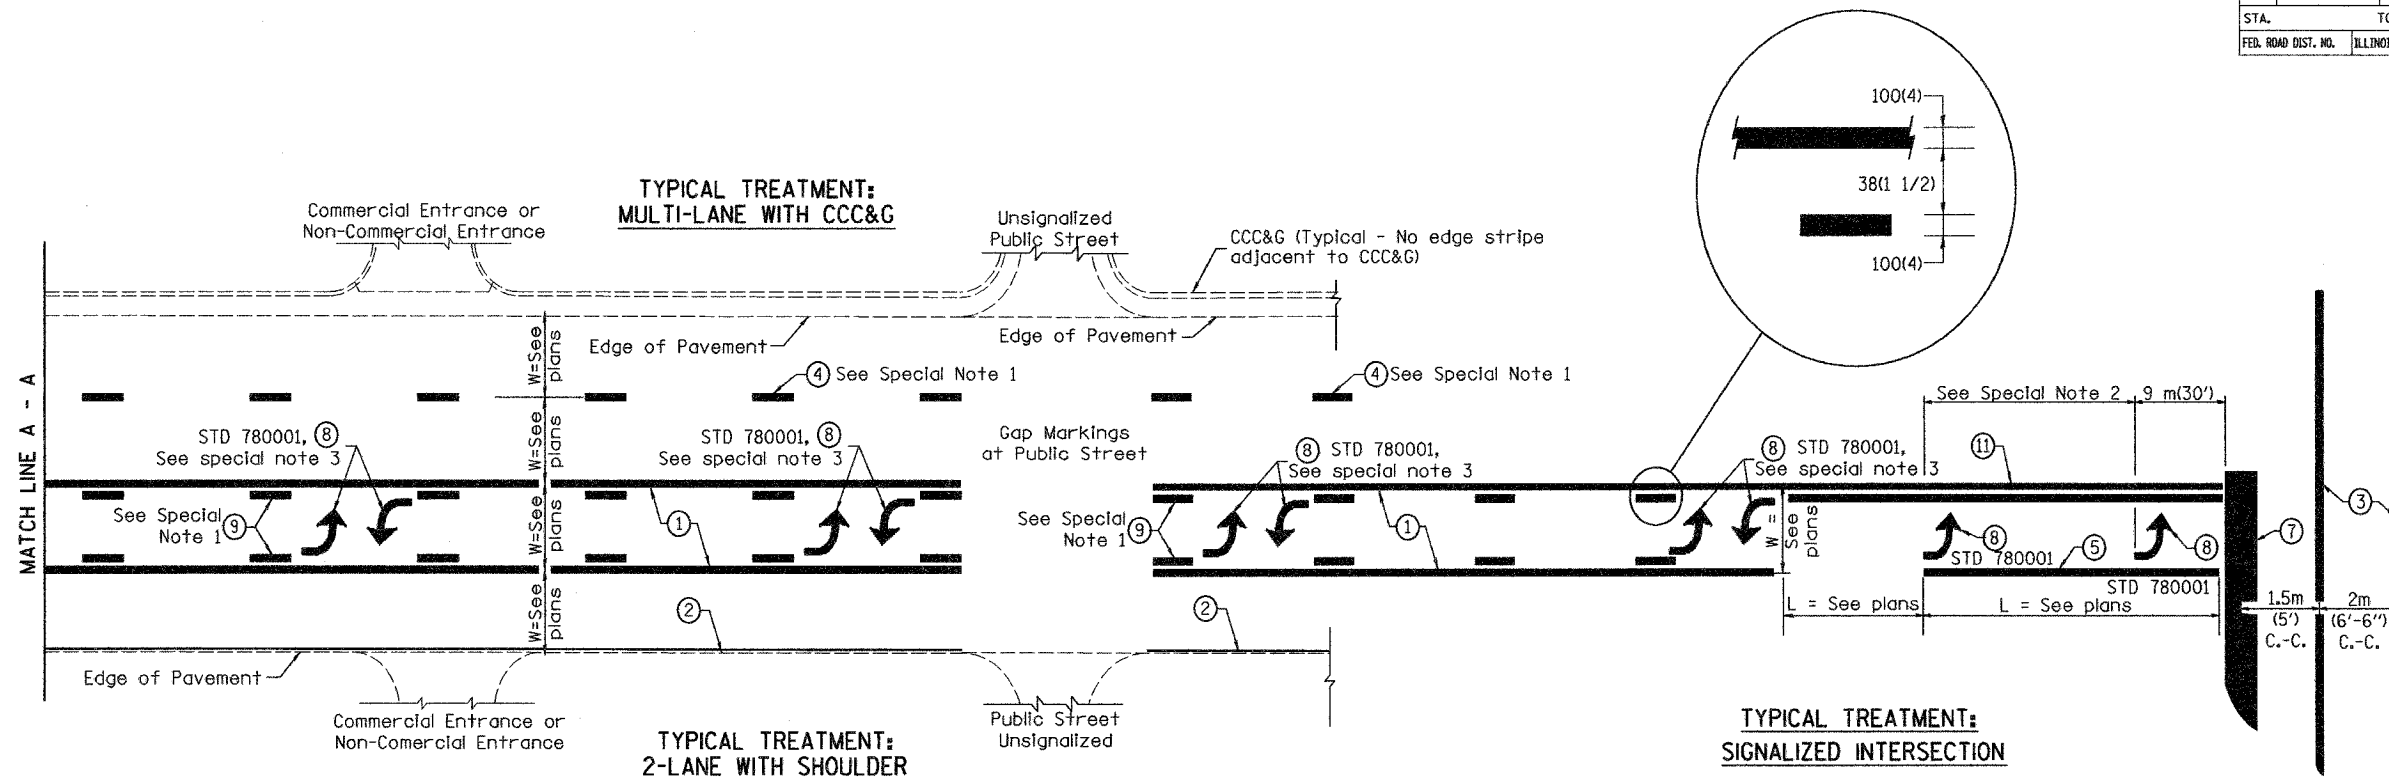 STA.
FED. ROAD DIST. NO.
100(4)
38(1 1/2)
100(4)
TYPICAL TREATMENT:
MULTI-LANE WITH CCC&G
Commercial Entrance or
Non-Commercial Entrance
Unsignalized
Public Street
CCC&G (Typical - No edge stripe
adjacent to CCC&G)
Edge of Pavement
Edge of Pavement
W=See
plans
4 See Special Note 1
4 See Special Note 1
MATCH LINE A - A
W=See
plans
STD 780001, 8
See special note 3
STD 780001, 8
See special note 3
Gap Markings
at Public Street
8 STD 780001,
See special note 3
8 STD 780001,
See special note 3
See Special Note 2
9 m(30')
11
See Special
Note 1
9
W=See
plans
1
See Special
Note 1
9
1
W =
See
plans
8
STD 780001
5
8
STD 780001
7
3
W=See
plans
2
2
L = See plans
L = See plans
1.5m
(5')
C.-C.
2m
(6'-6")
C.-C.
Edge of Pavement
Commercial Entrance or
Non-Comercial Entrance
Public Street
Unsignalized
TYPICAL TREATMENT:
2-LANE WITH SHOULDER
TYPICAL TREATMENT:
SIGNALIZED INTERSECTION